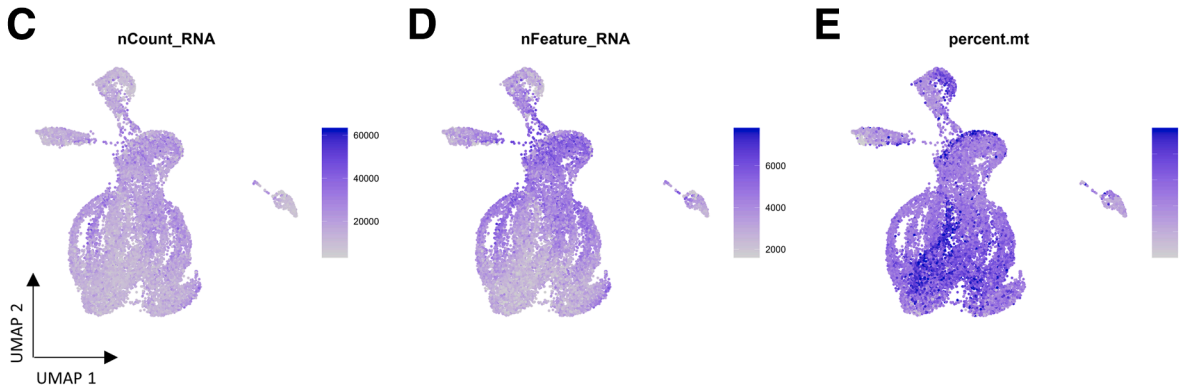 C
nCount_RNA
60000
40000
20000
UMAP 2
UMAP 1
D
nFeature_RNA
6000
4000
2000
E
percent.mt